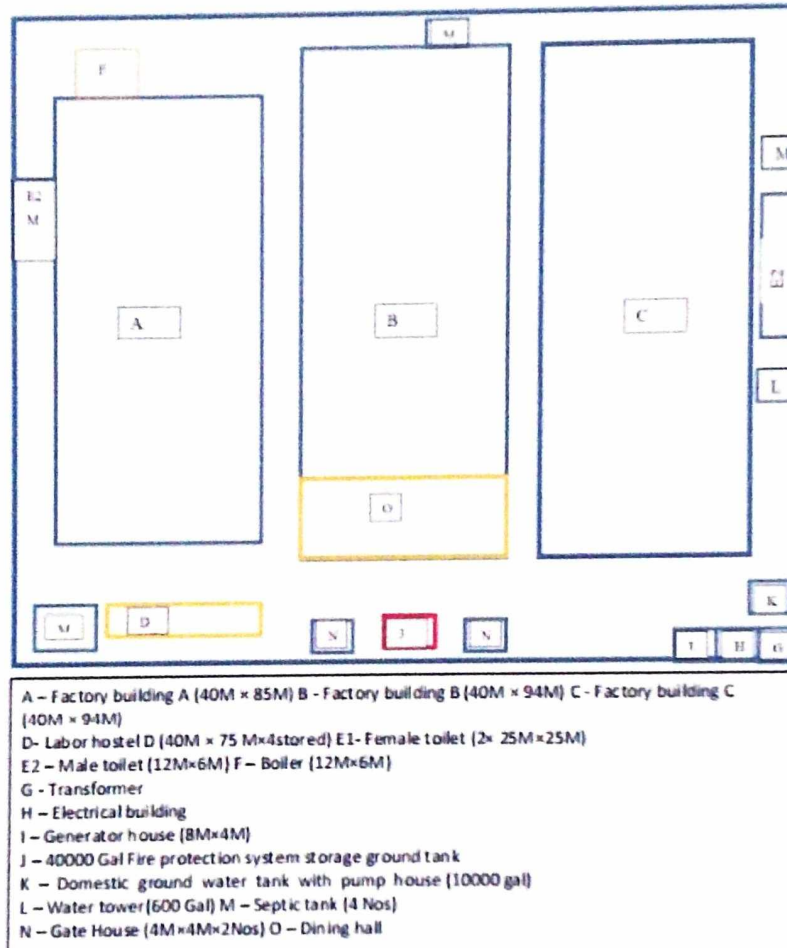 M
F
M
E2
M
E2
A
B
C
L
O
K
M
D
N
J
N
I
H
G
A – Factory building A (40M × 85M) B - Factory building B (40M × 94M) C - Factory building C
(40M × 94M)
D- Labor hostel D (40M × 75 M×4stored) E1- Female toilet (2× 25M×25M)
E2 – Male toilet (12M×6M) F – Boiler (12M×6M)
G - Transformer
H – Electrical building
I – Generator house (8M×4M)
J – 40000 Gal Fire protection system storage ground tank
K – Domestic ground water tank with pump house (10000 gal)
L – Water tower(600 Gal) M – Septic tank (4 Nos)
N – Gate House (4M×4M×2Nos) O – Dining hall